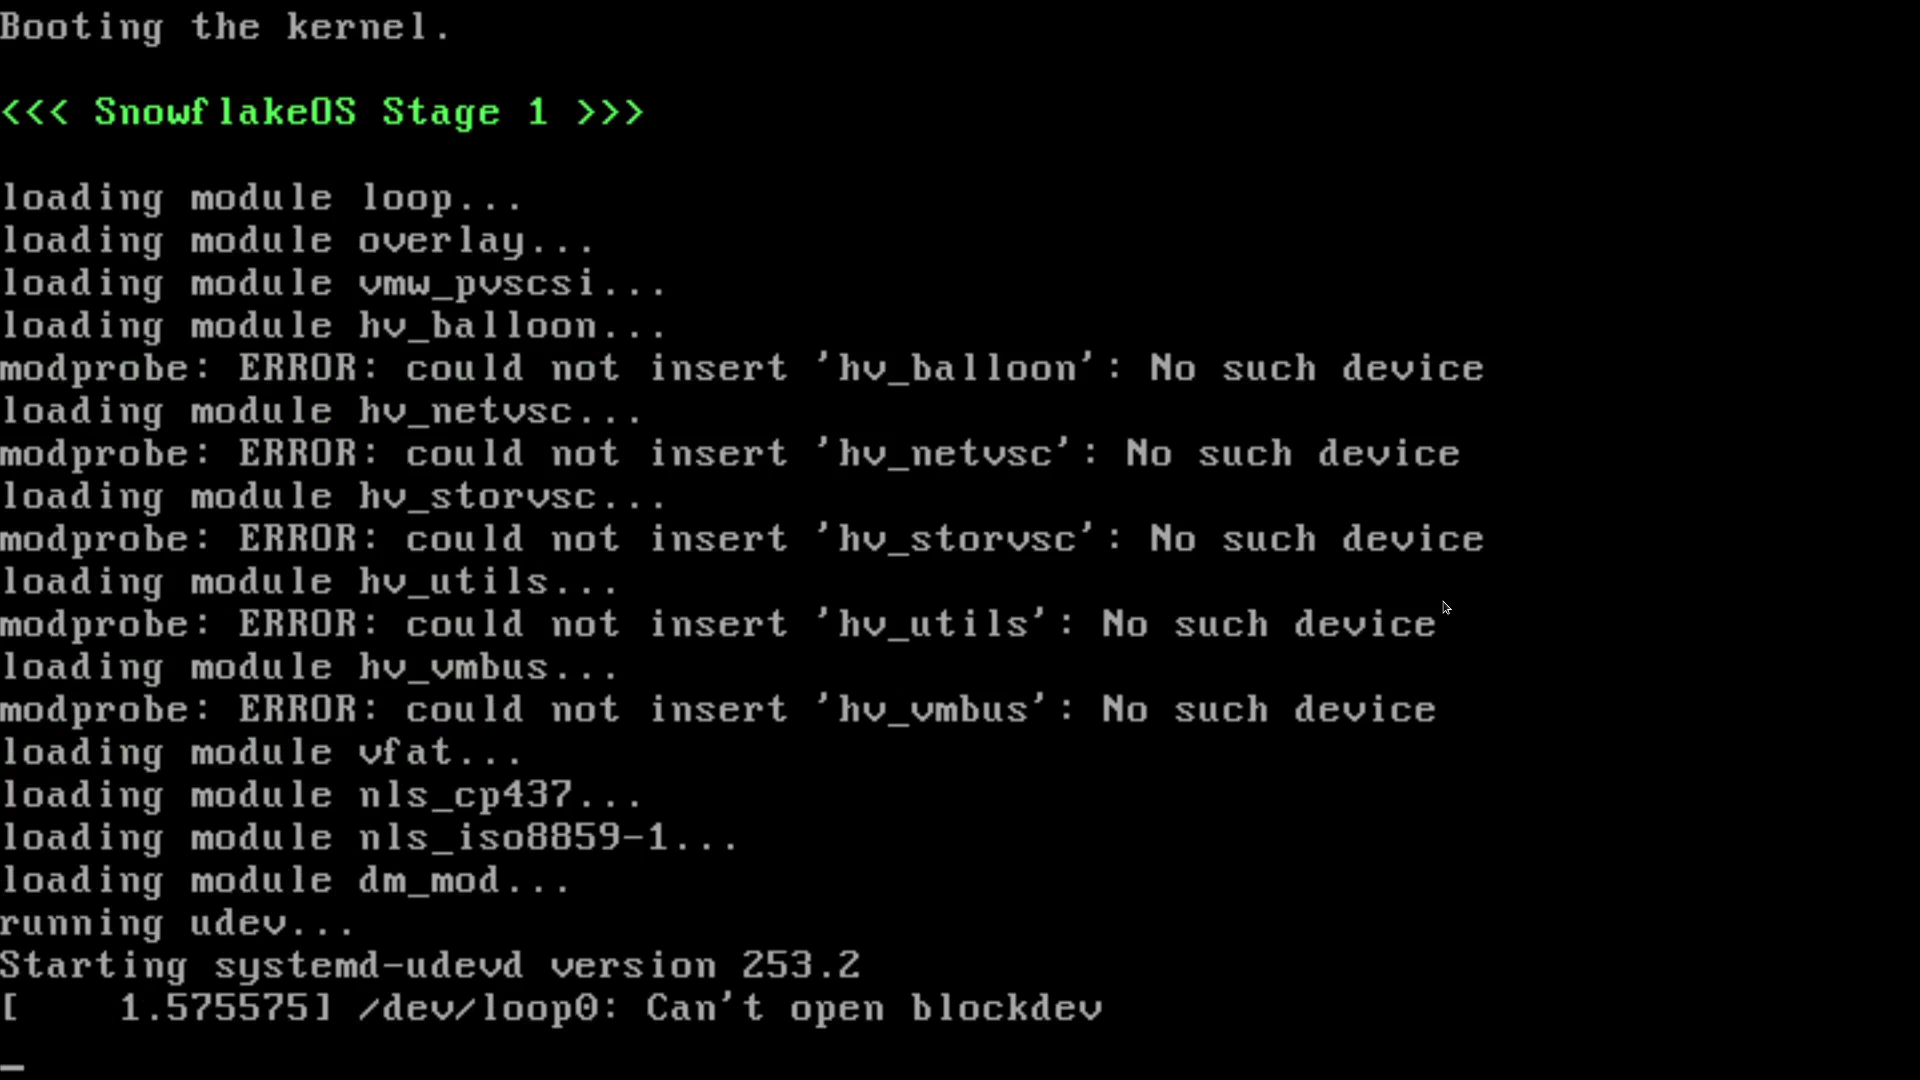 Booting the kernel.
<<< SnowflakeOS Stage 1 >>>
loading module loop...
loading module overlay...
loading module vmw_pvscsi...
loading module hv_balloon...
modprobe: ERROR: could not insert 'hv_balloon': No such device
loading module hv_netvsc...
modprobe: ERROR: could not insert 'hv_netvsc': No such device
loading module hv_storvsc...
modprobe: ERROR: could not insert 'hv_storvsc': No such device
loading module hv_utils...
modprobe: ERROR: could not insert 'hv_utils': No such device
loading module hv_vmbus...
modprobe: ERROR: could not insert 'hv_vmbus': No such device
loading module vfat...
loading module nls_cp437...
loading module nls_iso8859-1...
loading module dm_mod...
running udev...
Starting systemd-udevd version 253.2
[    1.575575] /dev/loop0: Can't open blockdev
_